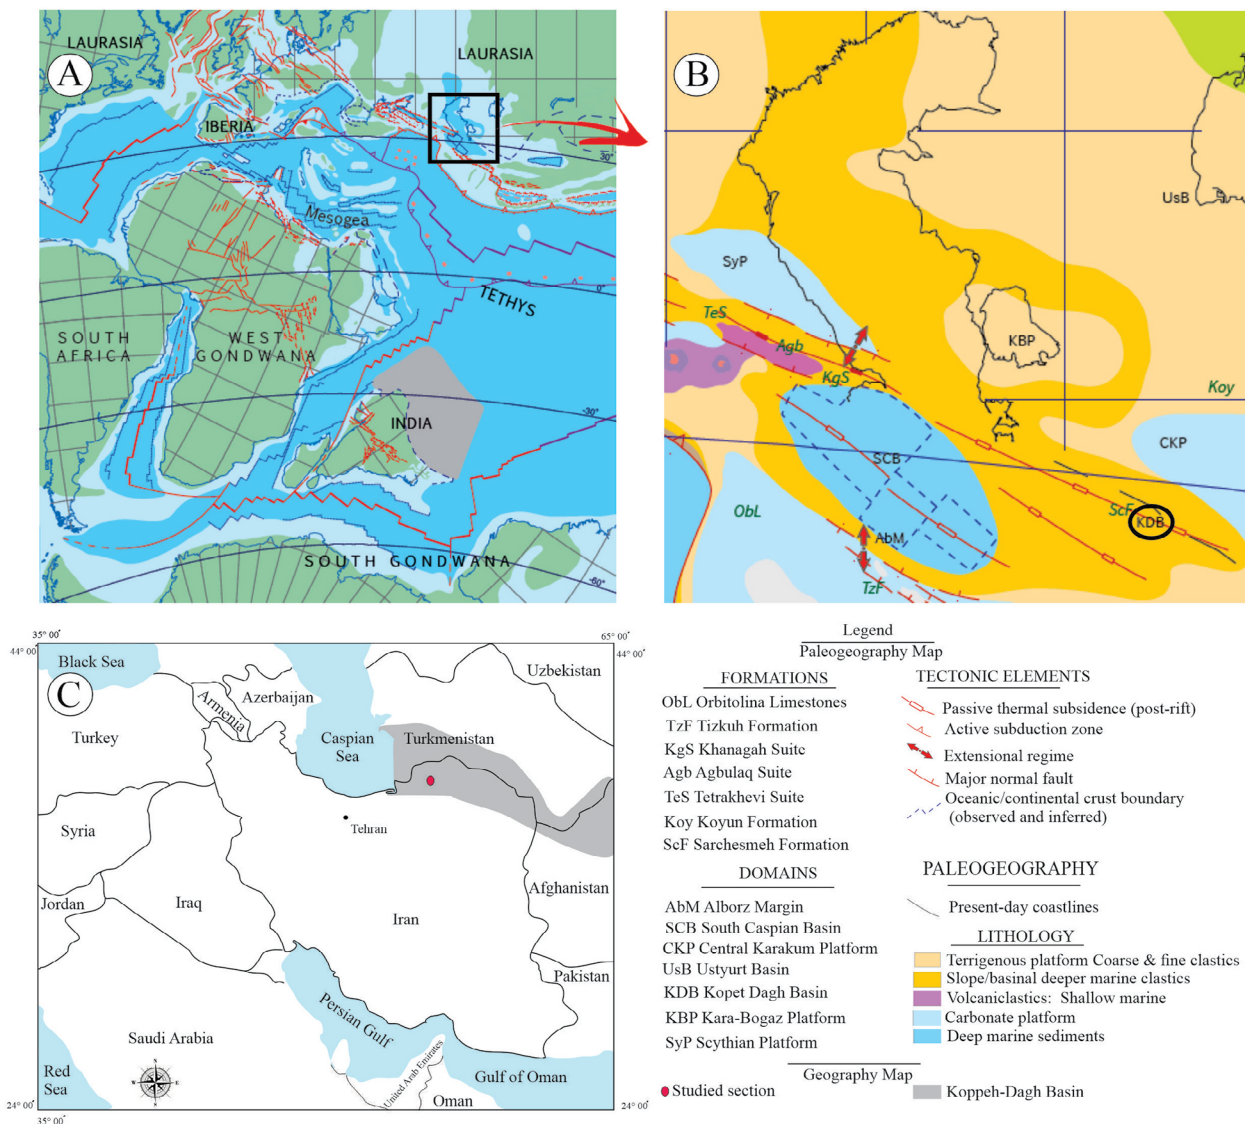 LAURASIA
LAURASIA
A
IBERIA
30°
Mesogea
TETHYS
0°
SOUTH
AFRICA
WEST
GONDWANA
-30°
INDIA
SOUTH GONDWANA
-60°
B
UsB
SyP
TeS
Agb
KBP
KgS
Koy
CKP
SCB
ObL
ScF
KDB
AbM
TzF
35° 00'
65° 00'
44° 00'
44° 00'
Black Sea
Uzbekistan
C
Azerbaijan
Armenia
Turkey
Caspian
Sea
Turkmenistan
Tehran
Syria
Afghanistan
Jordan
Iraq
Iran
Pakistan
Persian Gulf
Saudi Arabia
Red
Sea
N
W
E
S
United Arab Emirates
Gulf of Oman
Oman
24° 00'
24° 00'
35° 00'
Legend
Paleogeography Map
FORMATIONS
ObL Orbitolina Limestones
TzF Tizkuh Formation
KgS Khanagah Suite
Agb Agbulaq Suite
TeS Tetrakhevi Suite
Koy Koyun Formation
ScF Sarchesmeh Formation
DOMAINS
AbM Alborz Margin
SCB South Caspian Basin
CKP Central Karakum Platform
UsB Ustyurt Basin
KDB Kopet Dagh Basin
KBP Kara-Bogaz Platform
SyP Scythian Platform
TECTONIC ELEMENTS
Passive thermal subsidence (post-rift)
Active subduction zone
Extensional regime
Major normal fault
Oceanic/continental crust boundary
(observed and inferred)
PALEOGEOGRAPHY
Present-day coastlines
LITHOLOGY
Terrigenous platform Coarse & fine clastics
Slope/basinal deeper marine clastics
Volcaniclastics: Shallow marine
Carbonate platform
Deep marine sediments
Geography Map
Studied section
Koppeh-Dagh Basin